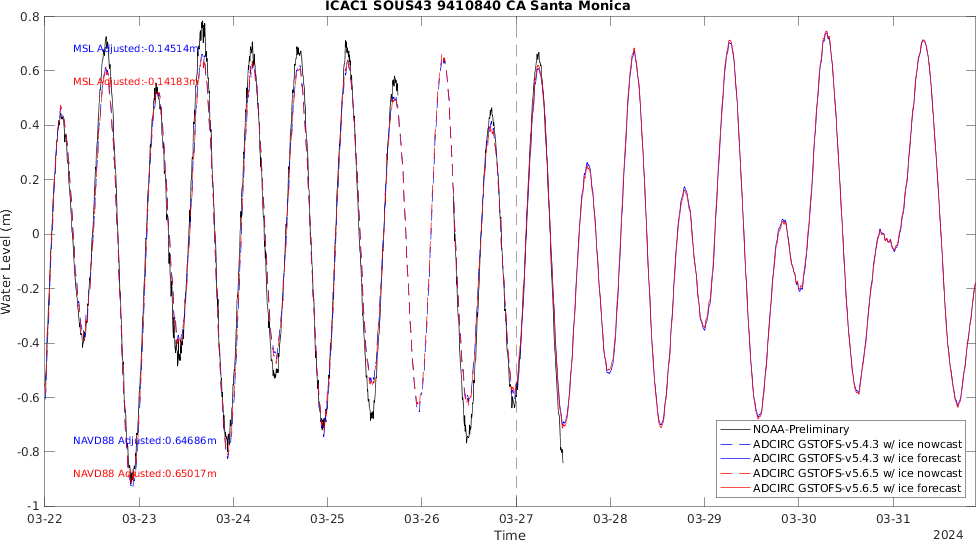 ICAC1 SOUS43 9410840 CA Santa Monica
0.8
0.6
0.4
0.2
0
-0.2
-0.4
-0.6
-0.8
-1
Water Level (m)
MSL Adjusted:-0.14514m
MSL Adjusted:-0.14183m
NAVD88 Adjusted:0.64686m
NAVD88 Adjusted:0.65017m
NOAA-Preliminary
ADCIRC GSTOFS-v5.4.3 w/ ice nowcast
ADCIRC GSTOFS-v5.4.3 w/ ice forecast
ADCIRC GSTOFS-v5.6.5 w/ ice nowcast
ADCIRC GSTOFS-v5.6.5 w/ ice forecast
03-22 03-23 03-24 03-25 03-26 03-27 03-28 03-29 03-30 03-31
Time
2024